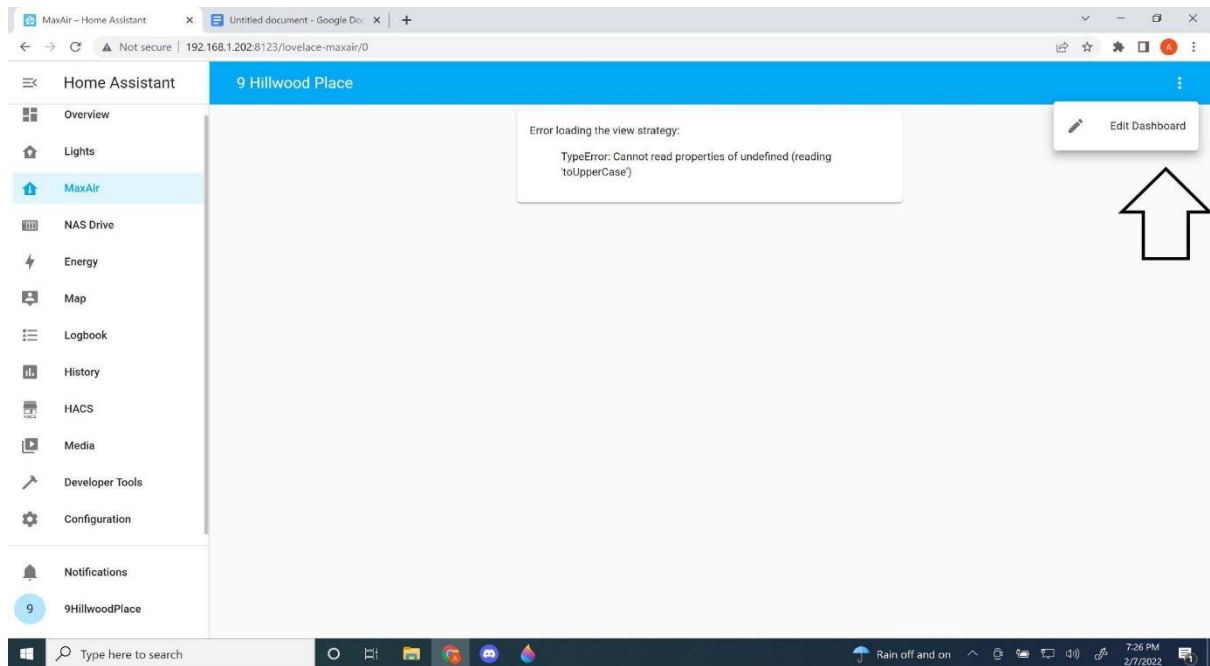 MaxAir – Home Assistant
Untitled document - Google Doc
Not secure | 192.168.1.202:8123/lovelace-maxair/0
A
Home Assistant
9 Hillwood Place
Overview
Edit Dashboard
Error loading the view strategy:
TypeError: Cannot read properties of undefined (reading
'toUpperCase')
Lights
MaxAir
NAS Drive
Energy
Map
Logbook
History
HACS
HACS
Media
Developer Tools
Configuration
Notifications
9
9HillwoodPlace
Type here to search
Rain off and on
7:26 PM
2/7/2022